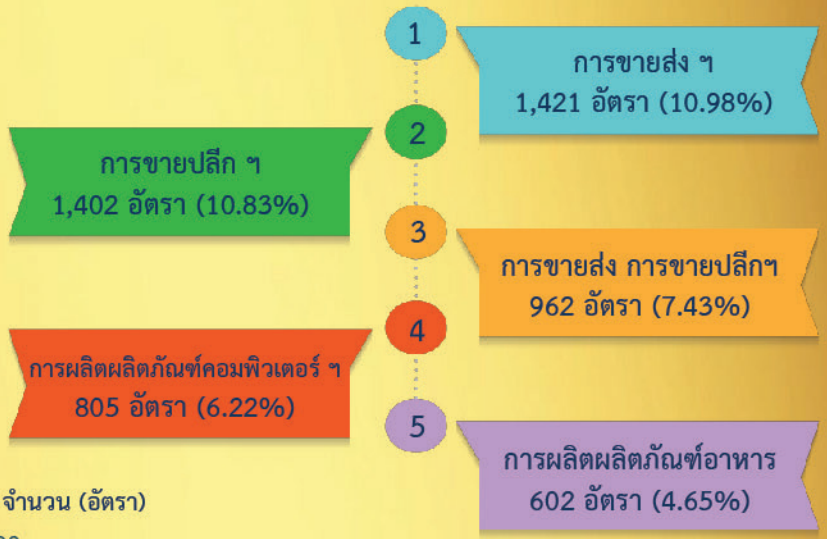 1
การขายส่ง ฯ
1,421 อัตรา (10.98%)
2
การขายปลีก ฯ
1,402 อัตรา (10.83%)
3
การขายส่ง การขายปลีกฯ
962 อัตรา (7.43%)
4
การผลิตผลิตภัณฑ์คอมพิวเตอร์ ฯ
805 อัตรา (6.22%)
5
การผลิตผลิตภัณฑ์อาหาร
602 อัตรา (4.65%)
จำนวน (อัตรา)